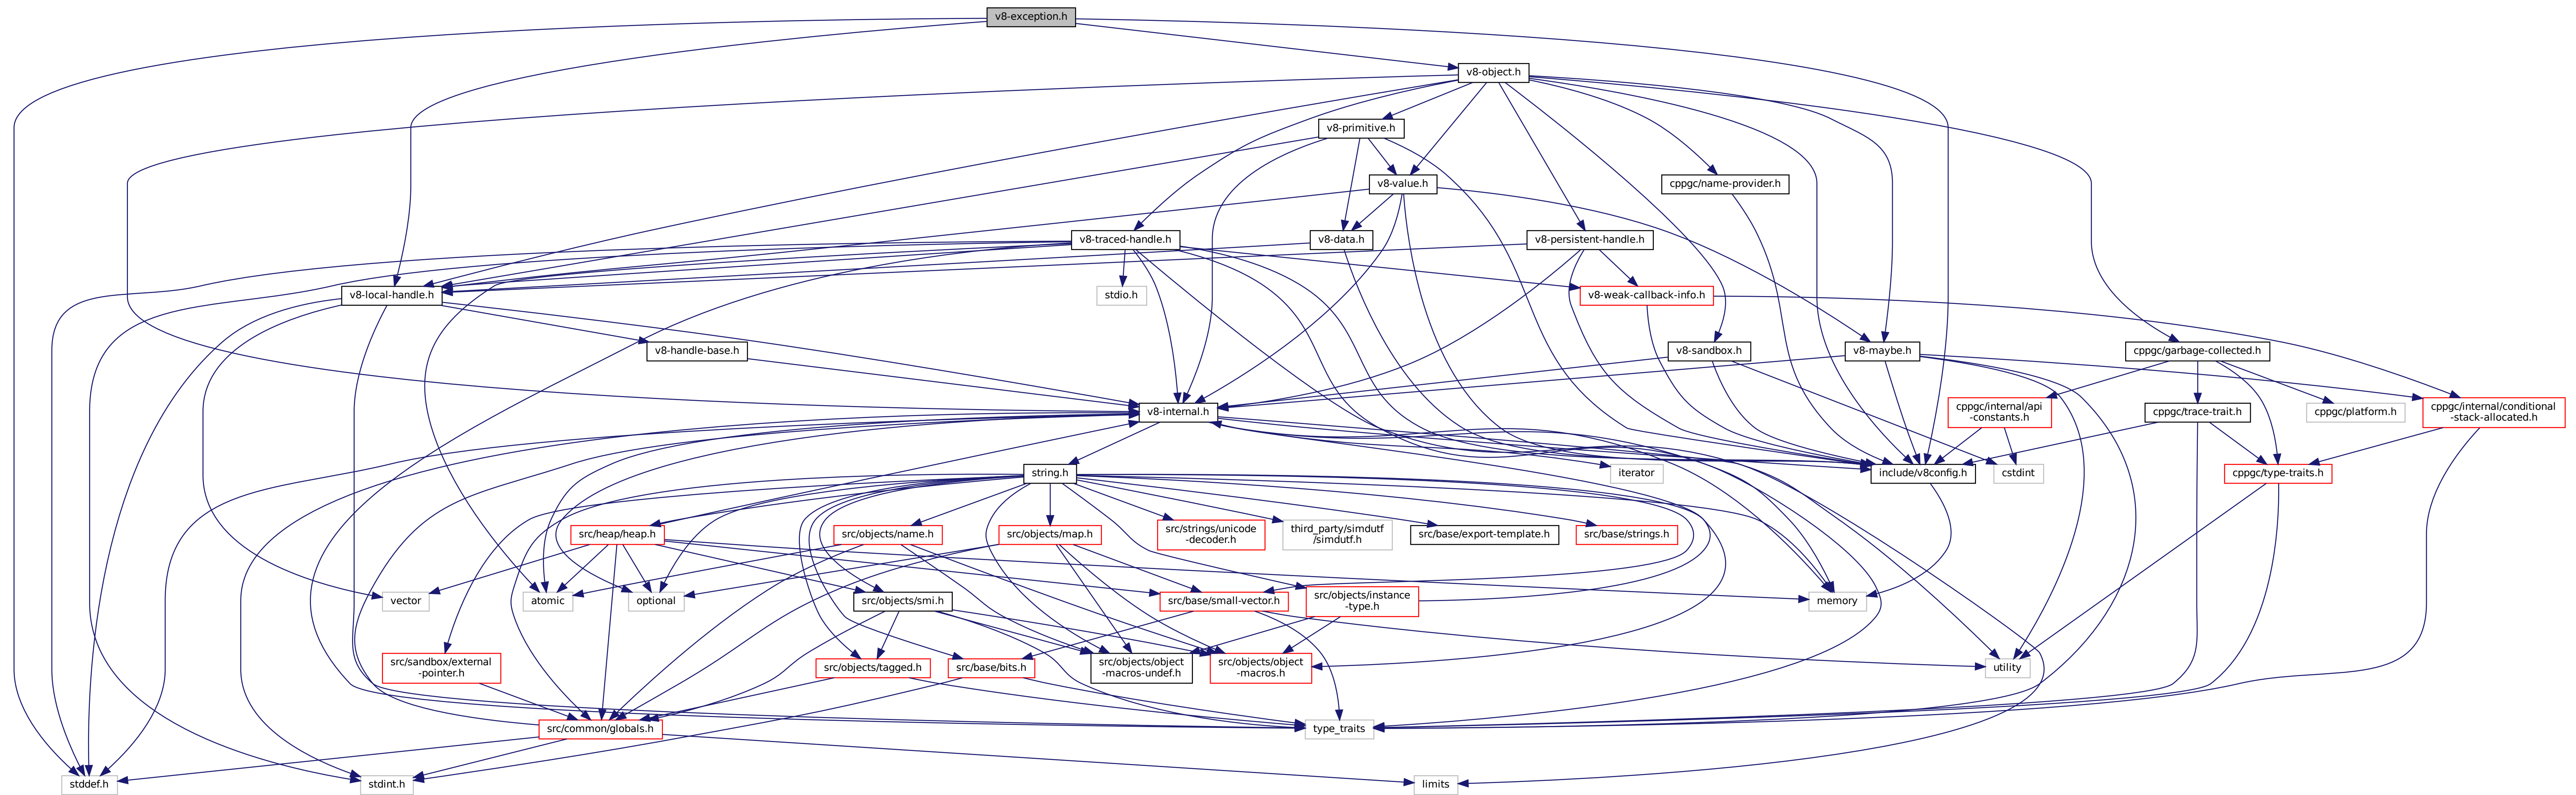 v8-exception.h
v8-object.h
v8-primitive.h
v8-value.h
cppgc/name-provider.h
v8-traced-handle.h
v8-data.h
v8-persistent-handle.h
v8-local-handle.h
stdio.h
v8-weak-callback-info.h
v8-handle-base.h
v8-sandbox.h
v8-maybe.h
cppgc/garbage-collected.h
v8-internal.h
cppgc/internal/api
-constants.h
cppgc/trace-trait.h
cppgc/platform.h
cppgc/internal/conditional
-stack-allocated.h
string.h
iterator
include/v8config.h
cstdint
cppgc/type-traits.h
src/heap/heap.h
src/objects/name.h
src/objects/map.h
src/strings/unicode
-decoder.h
third_party/simdutf
/simdutf.h
src/base/export-template.h
src/base/strings.h
vector
atomic
optional
src/objects/smi.h
src/base/small-vector.h
src/objects/instance
-type.h
memory
src/sandbox/external
-pointer.h
src/objects/tagged.h
src/base/bits.h
src/objects/object
-macros-undef.h
src/objects/object
-macros.h
utility
src/common/globals.h
type_traits
stddef.h
stdint.h
limits